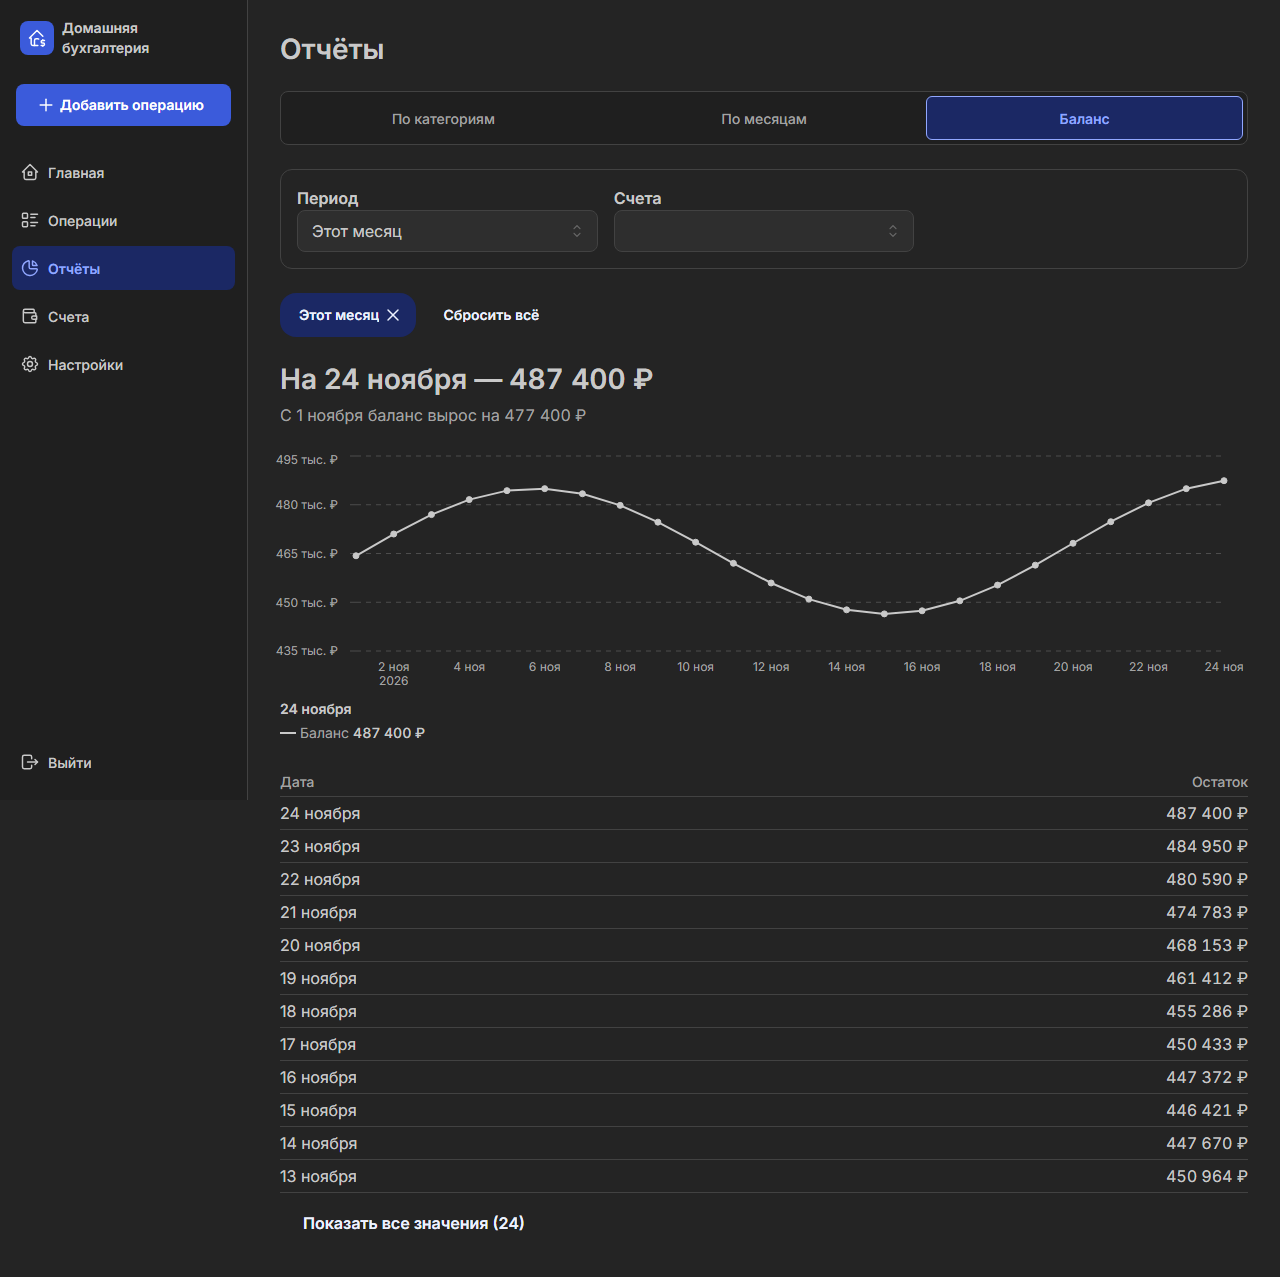 Домашняя
бухгалтерия
Добавить операцию
Главная
Операции
Отчёты
Счета
Настройки
Выйти
Отчёты
По категориям
По месяцам
Баланс
Период
Счета
Этот месяц
Этот месяц
Сбросить всё
На 24 ноября — 487 400 ₽
С 1 ноября баланс вырос на 477 400 ₽
495 тыс. ₽
480 тыс. ₽
465 тыс. ₽
450 тыс. ₽
435 тыс. ₽
2 ноя 4 ноя 6 ноя 8 ноя 10 ноя 12 ноя 14 ноя 16 ноя 18 ноя 20 ноя 22 ноя 24 ноя
2026
24 ноября
Баланс 487 400 ₽
Дата Остаток
24 ноября 487 400 ₽
23 ноября 484 950 ₽
22 ноября 480 590 ₽
21 ноября 474 783 ₽
20 ноября 468 153 ₽
19 ноября 461 412 ₽
18 ноября 455 286 ₽
17 ноября 450 433 ₽
16 ноября 447 372 ₽
15 ноября 446 421 ₽
14 ноября 447 670 ₽
13 ноября 450 964 ₽
Показать все значения (24)